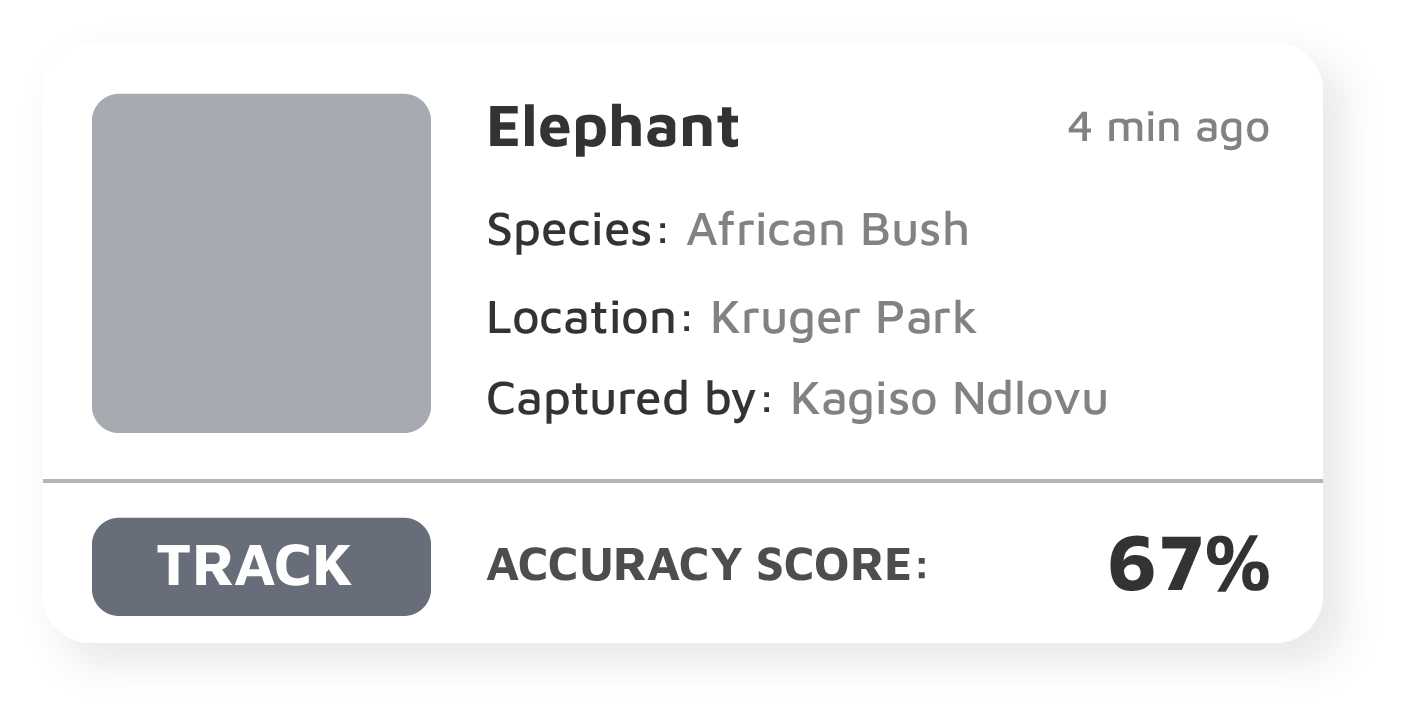 Elephant 4 min ago
Species: African Bush
Location: Kruger Park
Captured by: Kagiso Ndlovu
TRACK ACCURACY SCORE: 67%